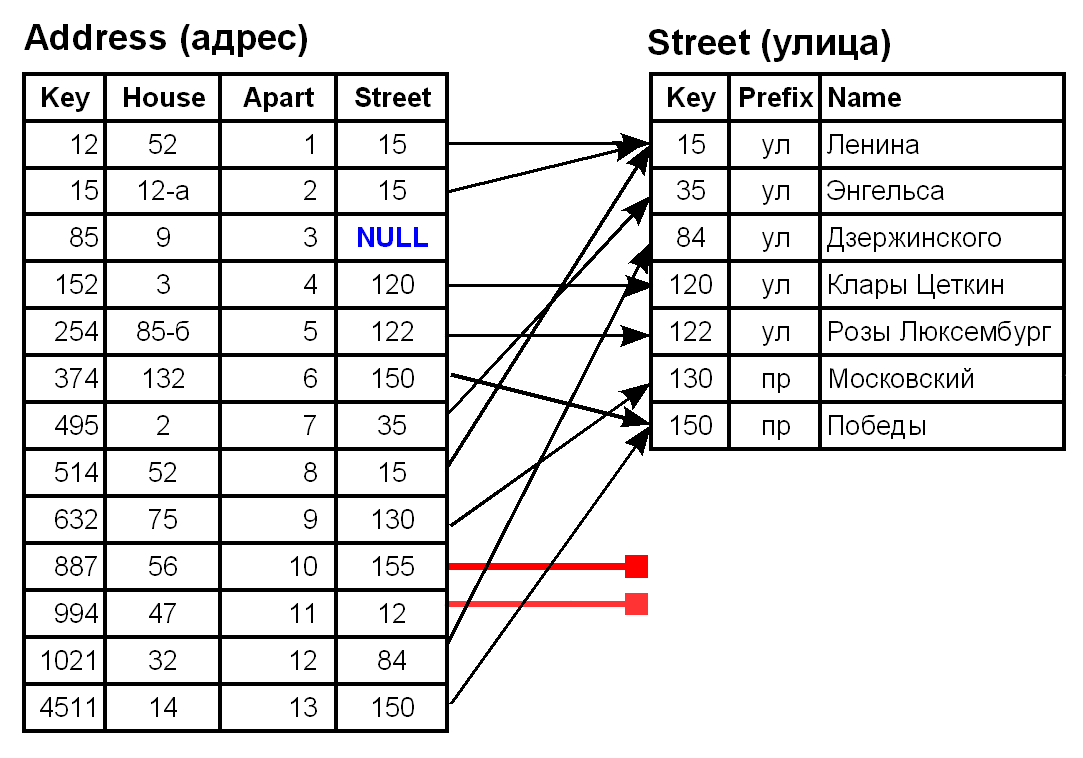 Address (адрес)
Key House Apart Street
12 52 1 15
15 12-а 2 15
85 9 3 NULL
152 3 4 120
254 85-б 5 122
374 132 6 150
495 2 7 35
514 52 8 15
632 75 9 130
887 56 10 155
994 47 11 12
1021 32 12 84
4511 14 13 150
Street (улица)
Key Prefix Name
15 ул Ленина
35 ул Энгельса
84 ул Дзержинского
120 ул Клары Цеткин
122 ул Розы Люксембург
130 пр Московский
150 пр Победы